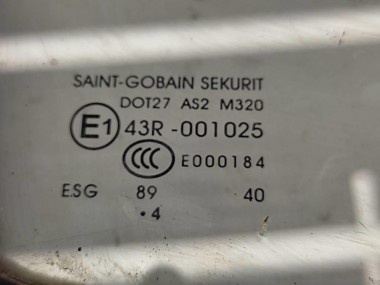 SAINT-GOBAIN SEKURIT
DOT27 AS2 M320
E1 43R -001025
CCC E000184
ESG 89 40
.4